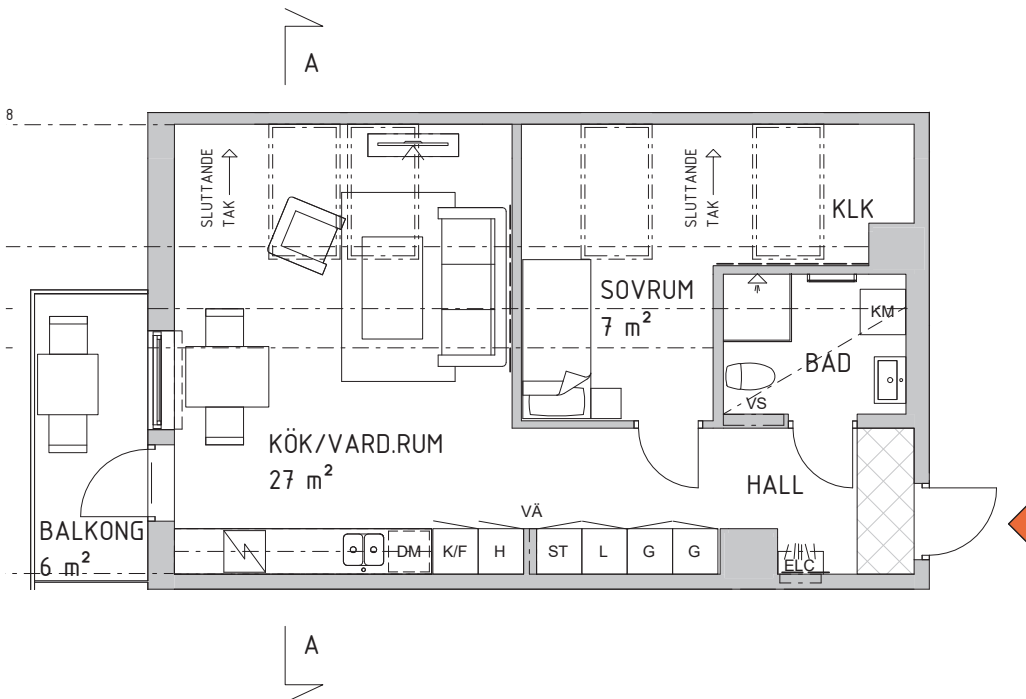 A
8
SLUTTANDE
TAK
SLUTTANDE
TAK
KLK
SOVRUM
7 m²
KM
BAD
VS
KÖK/VARD.RUM
27 m²
HALL
VÄ
BALKONG
6 m²
DM
K/F
H
ST
L
G
G
ELC
A